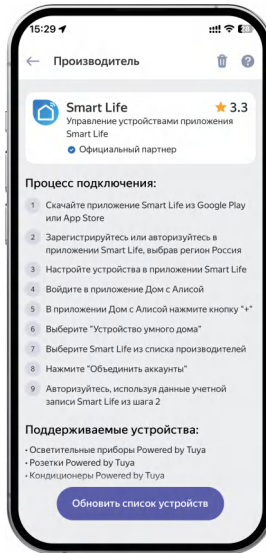 15:29
Производитель
Smart Life
3.3
Управление устройствами приложения
Smart Life
Официальный партнер
Процесс подключения:
1 Скачайте приложение Smart Life из Google Play
или App Store
2 Зарегистрируйтесь или авторизуйтесь в
приложении Smart Life, выбрав регион Россия
3 Настройте устройства в приложении Smart Life
4 Войдите в приложение Дом с Алисой
5 В приложении Дом с Алисой нажмите кнопку "+"
6 Выберите "Устройство умного дома"
7 Выберите Smart Life из списка производителей
8 Нажмите "Объединить аккаунты"
9 Авторизуйтесь, используя данные учетной
записи Smart Life из шага 2
Поддерживаемые устройства:
• Осветительные приборы Powered by Tuya
• Розетки Powered by Tuya
• Кондиционеры Powered by Tuya
Обновить список устройств